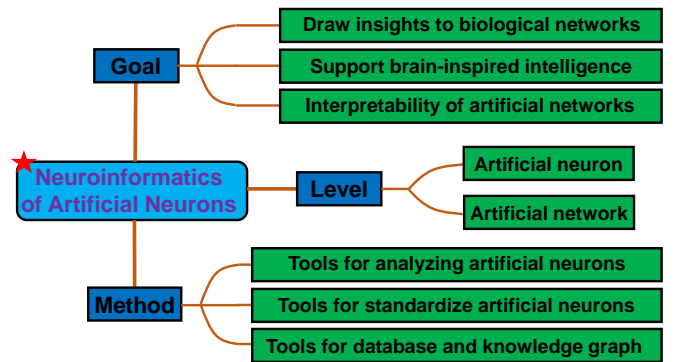 Draw insights to biological networks
Goal
Support brain-inspired intelligence
Interpretability of artificial networks
Neuroinformatics
of Artificial Neurons
Level
Artificial neuron
Artificial network
Tools for analyzing artificial neurons
Method
Tools for standardize artificial neurons
Tools for database and knowledge graph